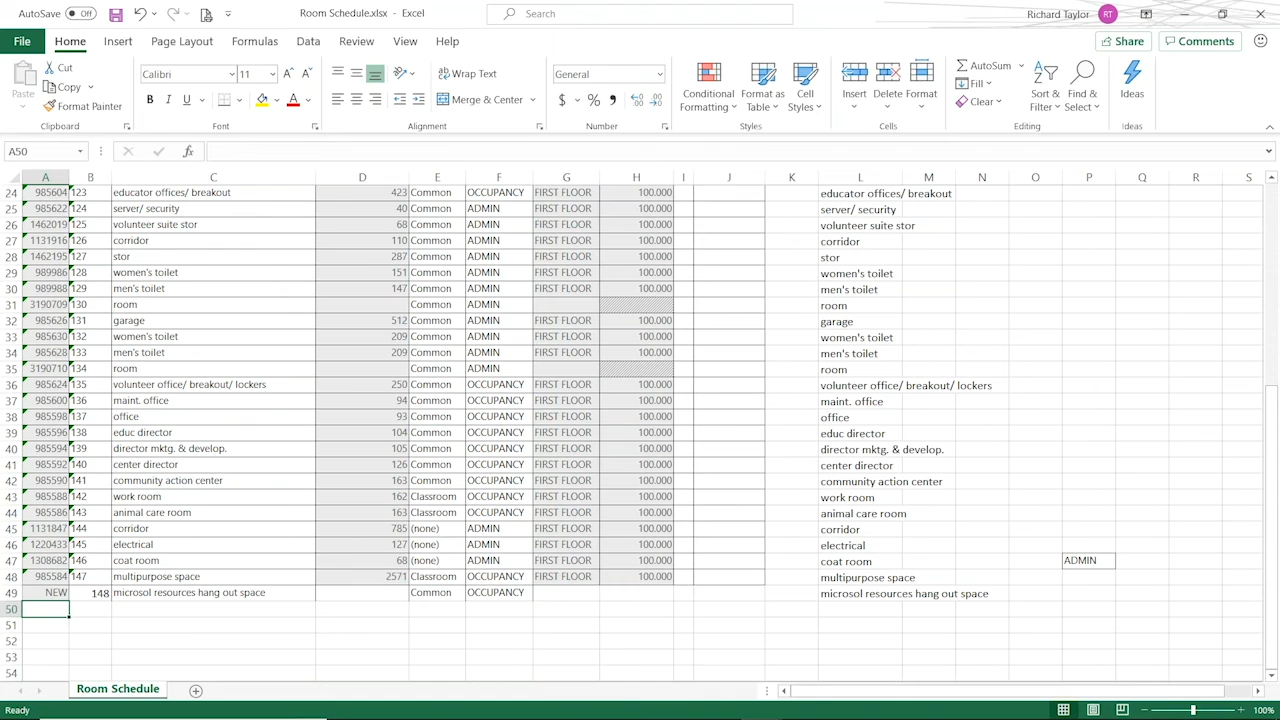 AutoSave Off Room Schedule.xlsx - Excel Search Richard Taylor RT
File Home Insert Page Layout Formulas Data Review View Help Share Comments
Paste Cut Copy Format Painter Clipboard
Calibri 11 B I U A Font
Wrap Text Merge & Center Alignment
General $ % Number
Conditional Formatting Format as Table Cell Styles Styles
Insert Delete Format Cells
AutoSum Fill Clear Sort & Filter Find & Select Editing
Ideas Ideas
A50 fx
A B C D E F G H I J K L M N O P Q R S
24 985604 123 educator offices/ breakout 423 Common OCCUPANCY FIRST FLOOR 100.000 educator offices/ breakout
25 985622 124 server/ security 40 Common ADMIN FIRST FLOOR 100.000 server/ security
26 1462019 125 volunteer suite stor 68 Common ADMIN FIRST FLOOR 100.000 volunteer suite stor
27 1131916 126 corridor 110 Common ADMIN FIRST FLOOR 100.000 corridor
28 1462195 127 stor 287 Common ADMIN FIRST FLOOR 100.000 stor
29 989986 128 women's toilet 151 Common ADMIN FIRST FLOOR 100.000 women's toilet
30 989988 129 men's toilet 147 Common ADMIN FIRST FLOOR 100.000 men's toilet
31 3190709 130 room Common ADMIN room
32 985626 131 garage 512 Common ADMIN FIRST FLOOR 100.000 garage
33 985630 132 women's toilet 209 Common ADMIN FIRST FLOOR 100.000 women's toilet
34 985628 133 men's toilet 209 Common ADMIN FIRST FLOOR 100.000 men's toilet
35 3190710 134 room Common ADMIN room
36 985624 135 volunteer office/ breakout/ lockers 250 Common OCCUPANCY FIRST FLOOR 100.000 volunteer office/ breakout/ lockers
37 985600 136 maint. office 94 Common OCCUPANCY FIRST FLOOR 100.000 maint. office
38 985598 137 office 93 Common OCCUPANCY FIRST FLOOR 100.000 office
39 985596 138 educ director 104 Common OCCUPANCY FIRST FLOOR 100.000 educ director
40 985594 139 director mktg. & develop. 105 Common OCCUPANCY FIRST FLOOR 100.000 director mktg. & develop.
41 985592 140 center director 126 Common OCCUPANCY FIRST FLOOR 100.000 center director
42 985590 141 community action center 163 Common OCCUPANCY FIRST FLOOR 100.000 community action center
43 985588 142 work room 162 Classroom OCCUPANCY FIRST FLOOR 100.000 work room
44 985586 143 animal care room 163 Classroom OCCUPANCY FIRST FLOOR 100.000 animal care room
45 1131847 144 corridor 785 (none) ADMIN FIRST FLOOR 100.000 corridor
46 1220433 145 electrical 127 (none) ADMIN FIRST FLOOR 100.000 electrical
47 1308682 146 coat room 68 (none) ADMIN FIRST FLOOR 100.000 coat room ADMIN
48 985584 147 multipurpose space 2571 Classroom OCCUPANCY FIRST FLOOR 100.000 multipurpose space
49 NEW 148 microsol resources hang out space Common OCCUPANCY microsol resources hang out space
50
51
52
53
54
Room Schedule
Ready 100%